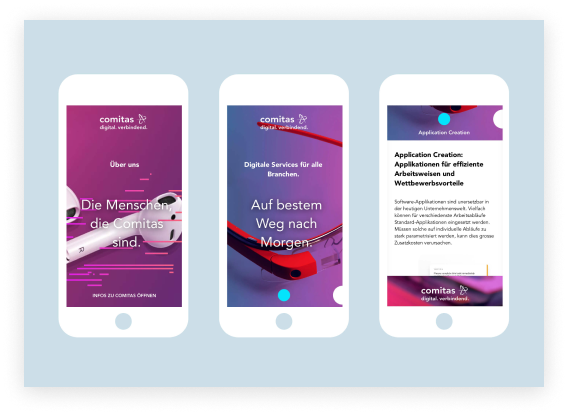 comitas
digital. verbindend.
Über uns
Die Menschen,
die Comitas
sind.
INFOS ZU COMITAS ÖFFNEN
comitas
digital. verbindend.
Digitale Services für alle
Branchen.
Auf bestem
Weg nach
Morgen.
Application Creation
Application Creation:
Applikationen für effiziente
Arbeitsweisen und
Wettbewerbsvorteile
Software-Applikationen sind unersetzbar in
der heutigen Unternehmenswelt. Vielfach
können für verschiedenste Arbeitsabläufe
Standard-Applikationen eingesetzt werden.
Müssen solche auf individuelle Abläufe zu
stark parametrisiert werden, kann dies grosse
Zusatzkosten verursachen.
comitas
digital. verbindend.